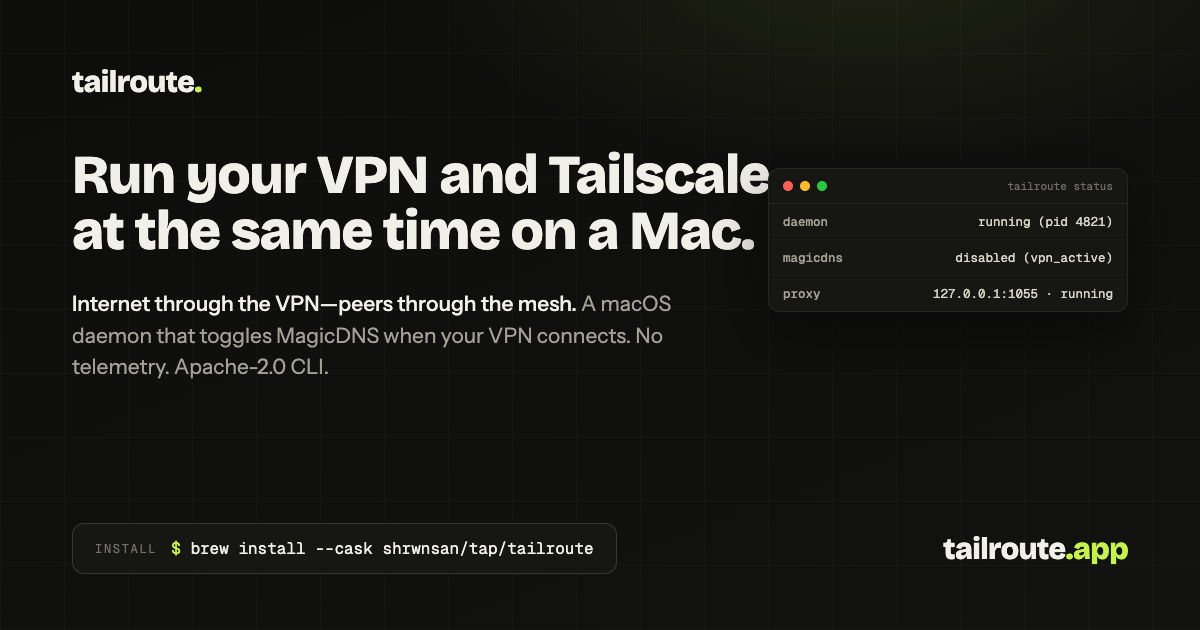 tailroute.
Run your VPN and Tailscale
at the same time on a Mac.
Internet through the VPN—peers through the mesh. A macOS
daemon that toggles MagicDNS when your VPN connects. No
telemetry. Apache-2.0 CLI.
tailroute status
daemon running (pid 4821)
magicdns disabled (vpn_active)
proxy 127.0.0.1:1055 · running
INSTALL $ brew install --cask shrwnsan/tap/tailroute
tailroute.app